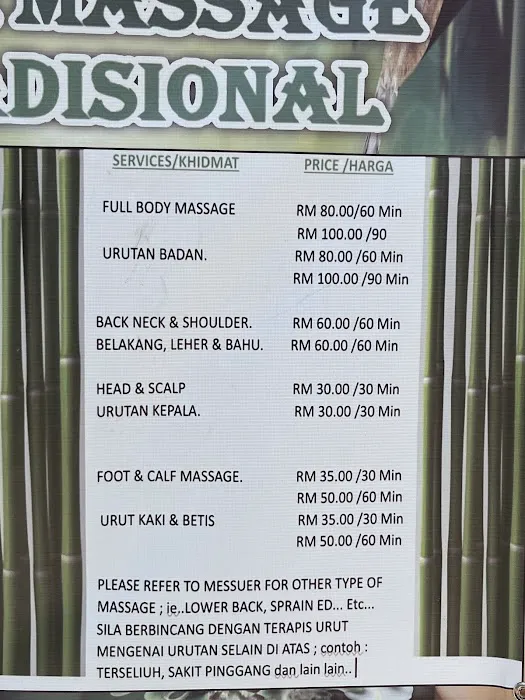 MASSAGE
DISIONAL
SERVICES/KHIDMAT PRICE /HARGA
FULL BODY MASSAGE RM 80.00/60 Min
RM 100.00 /90
URUTAN BADAN. RM 80.00 /60 Min
RM 100.00 /90 Min
BACK NECK & SHOULDER. RM 60.00 /60 Min
BELAKANG, LEHER & BAHU. RM 60.00 /60 Min
HEAD & SCALP RM 30.00 /30 Min
URUTAN KEPALA. RM 30.00 /30 Min
FOOT & CALF MASSAGE. RM 35.00 /30 Min
RM 50.00 /60 Min
URUT KAKI & BETIS RM 35.00 /30 Min
RM 50.00 /60 Min
PLEASE REFER TO MESSUER FOR OTHER TYPE OF
MASSAGE ; ie,.LOWER BACK, SPRAIN ED... Etc...
SILA BERBINCANG DENGAN TERAPIS URUT
MENGENAI URUTAN SELAIN DI ATAS ; contoh :
TERSELIUH, SAKIT PINGGANG dan lain lain..